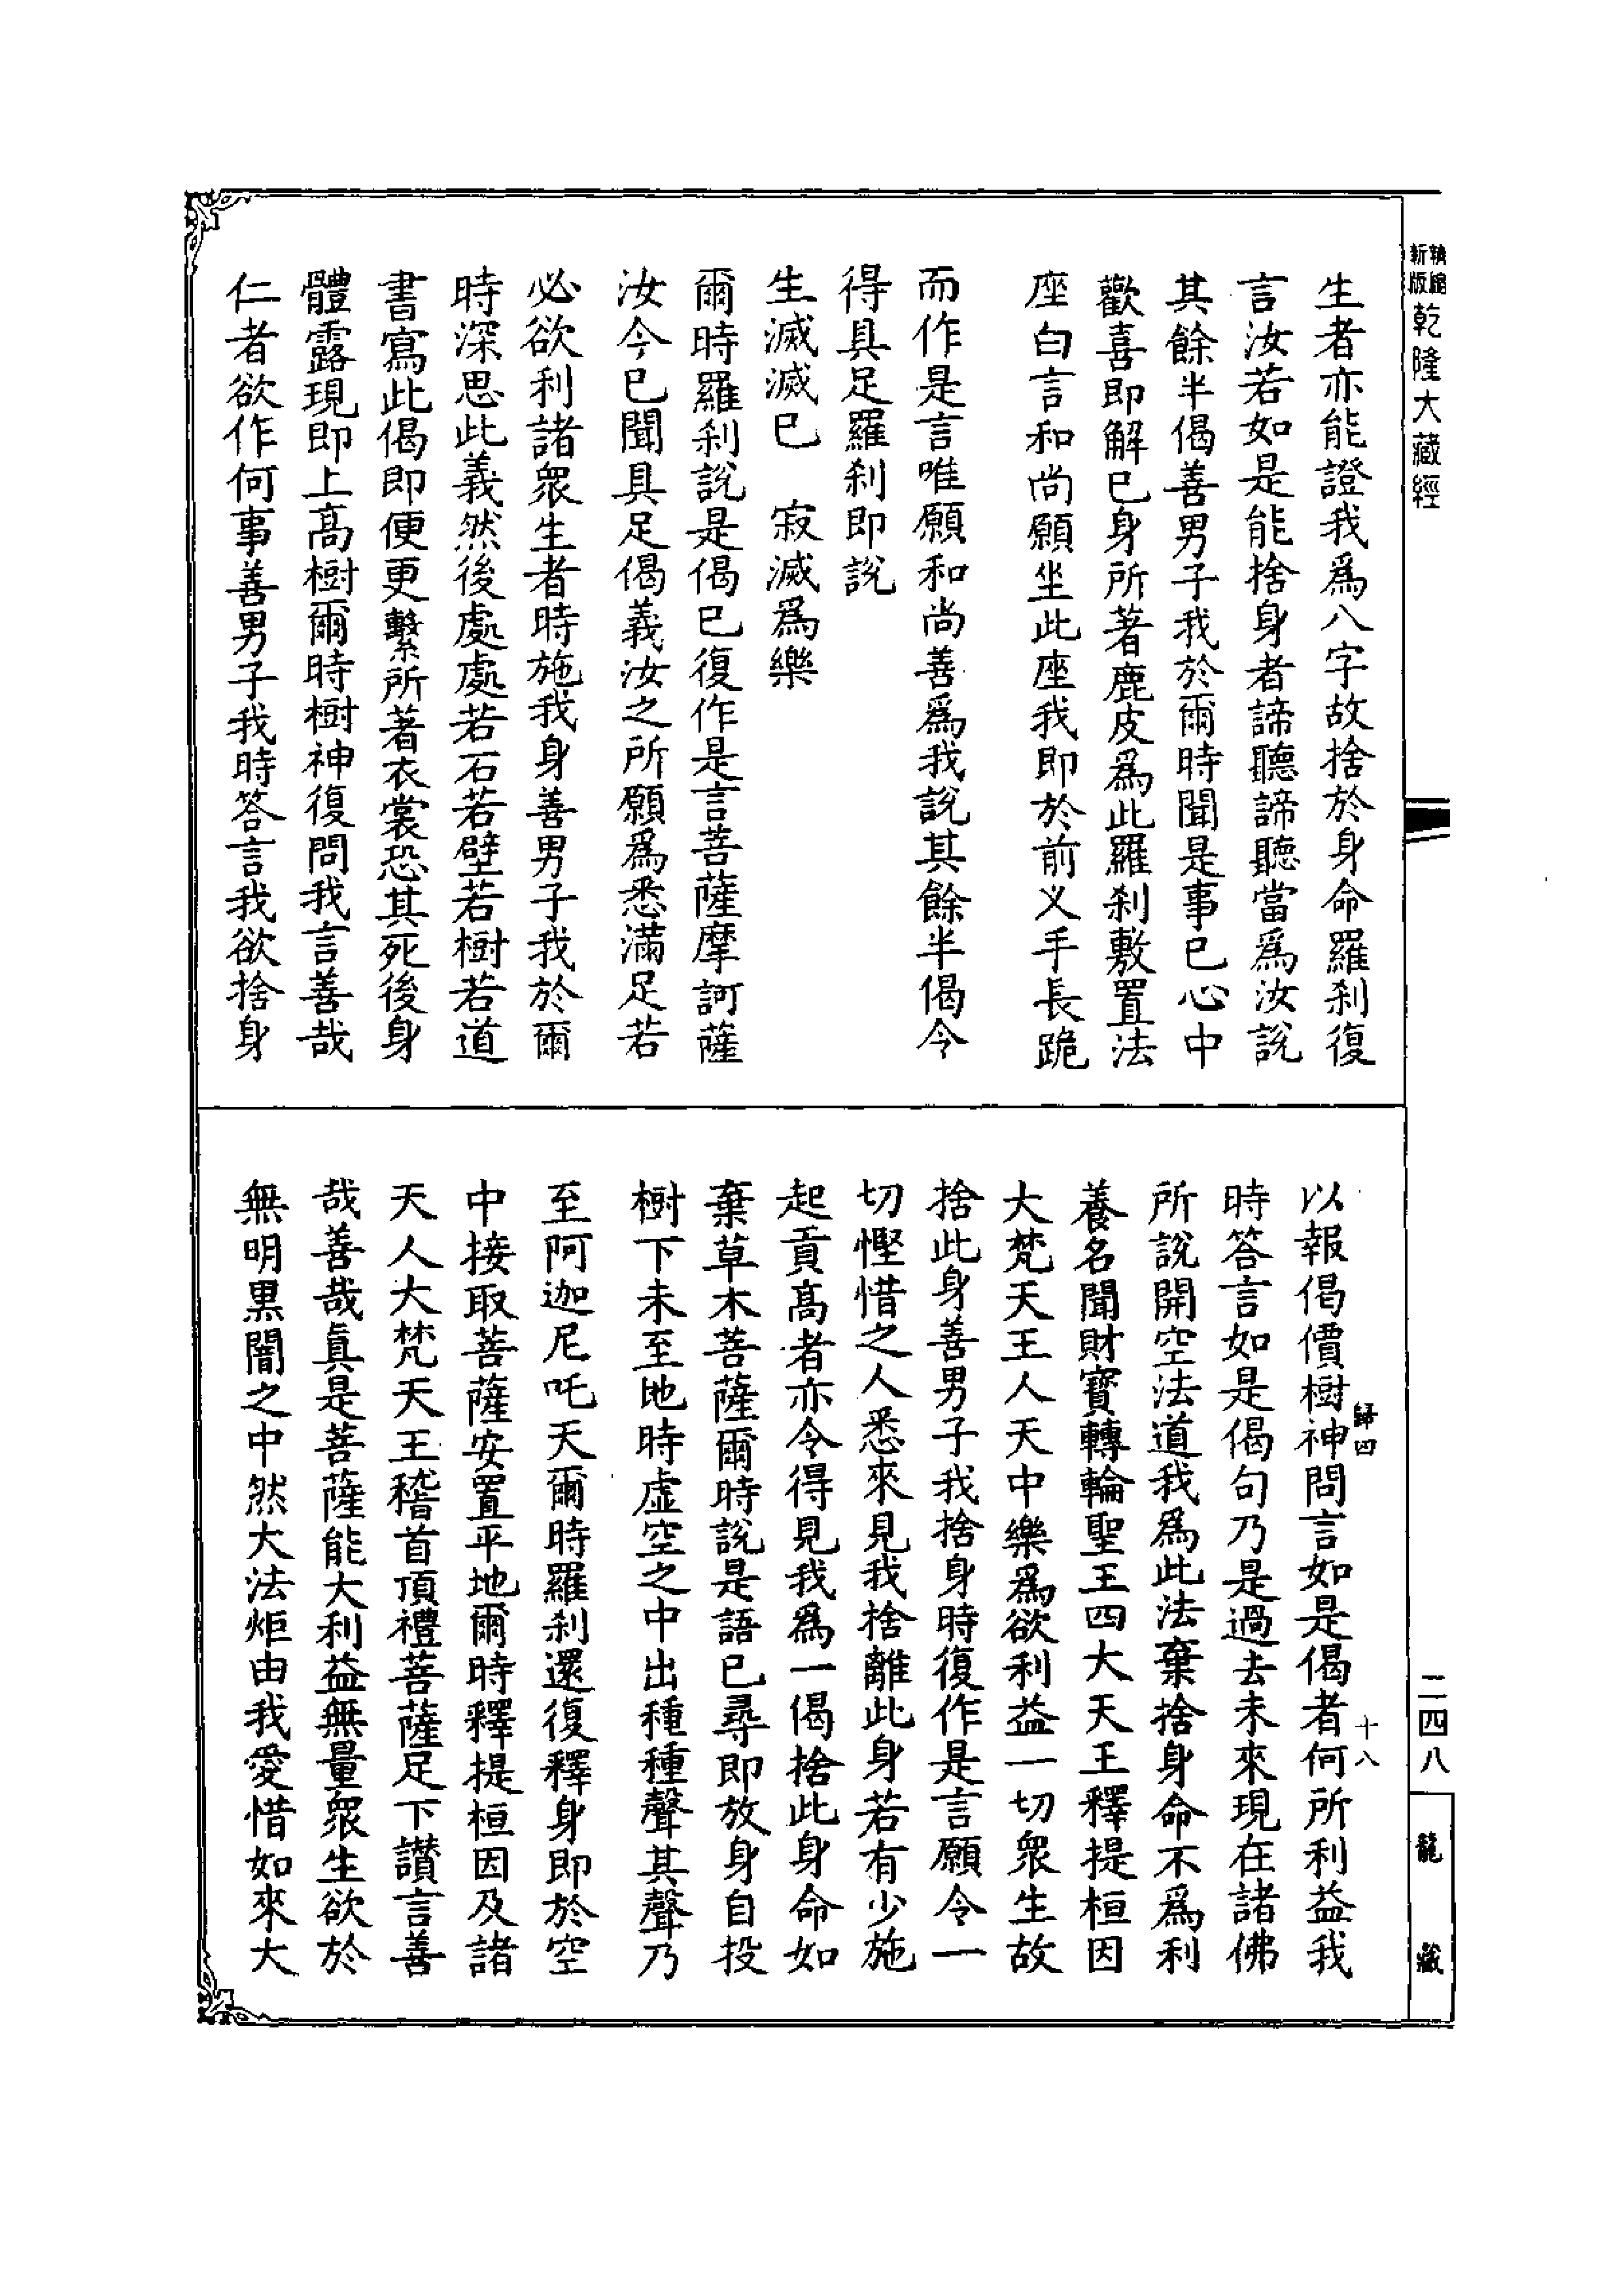 新版
乾隆大藏經
生者亦能證我爲八字故捨於身命羅刹復
言汝若如是能捨身者諦聽諦聽當爲汝說
其餘半偈善男子我於爾時聞是事已心中
歡喜即解已身所著鹿皮爲此羅刹敷置法
座白言和尚願坐此座我即於前义手長跪
而作是言唯願和尚善爲我說其餘半偈令
得具足羅刹即說
生滅滅已　寂滅爲樂
爾時羅刹說是偈已復作是言菩薩摩訶薩
汝今已聞具足偈義汝之所願爲悉滿足若
必欲利諸衆生者時施我身善男子我於爾
時深思此義然後處處若石若壁若樹若道
書寫此偈即便更繫所著衣裳恐其死後身
體露現即上高樹爾時樹神復問我言善哉
仁者欲作何事善男子我時答言我欲捨身
以報偈價樹神問言如是偈者何所利益我
時答言如是偈句乃是過去未來現在諸佛
所說開空法道我爲此法棄捨身命不爲利
養名聞財寶轉輪聖王四大天王釋提桓因
大梵天王人天中樂爲欲利益一切衆生故
捨此身善男子我捨身時復作是言願令一
切慳惜之人悉來見我捨離此身若有少施
起貢高者亦令得見我爲一偈捨此身命如
棄草木菩薩爾時說是語已尋即放身自投
樹下未至地時虛空之中出種種聲其聲乃
至阿迦尼吒天爾時羅刹還復釋身即於空
中接取菩薩安置平地爾時釋提桓因及諸
天人大梵天王稽首頂禮菩薩足下讚言善
哉善哉真是菩薩能大利益無量衆生欲於
無明黑闇之中然大法炬由我愛惜如來大
歸四
十八
二四八
龍藏